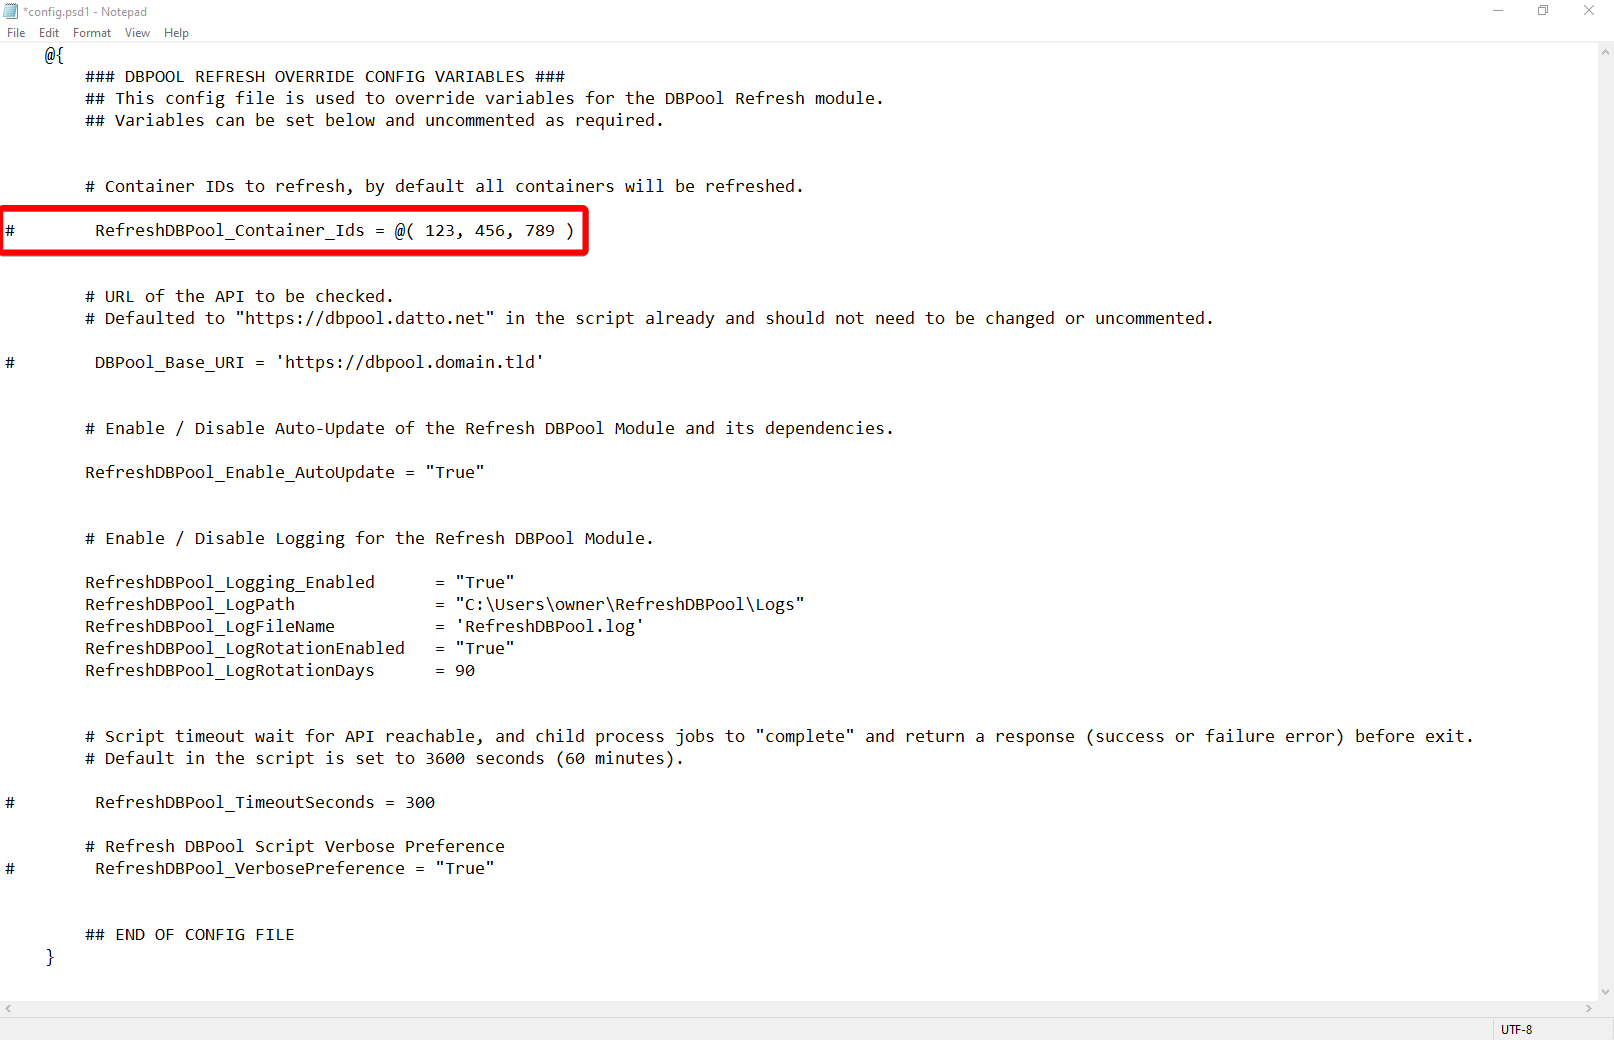 *config.psd1 - Notepad
File Edit Format View Help
@{
### DBPOOL REFRESH OVERRIDE CONFIG VARIABLES ###
## This config file is used to override variables for the DBPool Refresh module.
## Variables can be set below and uncommented as required.
# Container IDs to refresh, by default all containers will be refreshed.
# RefreshDBPool_Container_Ids = @( 123, 456, 789 )
# URL of the API to be checked.
# Defaulted to "https://dbpool.datto.net" in the script already and should not need to be changed or uncommented.
# DBPool_Base_URI = 'https://dbpool.domain.tld'
# Enable / Disable Auto-Update of the Refresh DBPool Module and its dependencies.
RefreshDBPool_Enable_AutoUpdate = "True"
# Enable / Disable Logging for the Refresh DBPool Module.
RefreshDBPool_Logging_Enabled = "True"
RefreshDBPool_LogPath = "C:\Users\owner\RefreshDBPool\Logs"
RefreshDBPool_LogFileName = 'RefreshDBPool.log'
RefreshDBPool_LogRotationEnabled = "True"
RefreshDBPool_LogRotationDays = 90
# Script timeout wait for API reachable, and child process jobs to "complete" and return a response (success or failure error) before exit.
# Default in the script is set to 3600 seconds (60 minutes).
# RefreshDBPool_TimeoutSeconds = 300
# Refresh DBPool Script Verbose Preference
# RefreshDBPool_VerbosePreference = "True"
## END OF CONFIG FILE
}
UTF-8